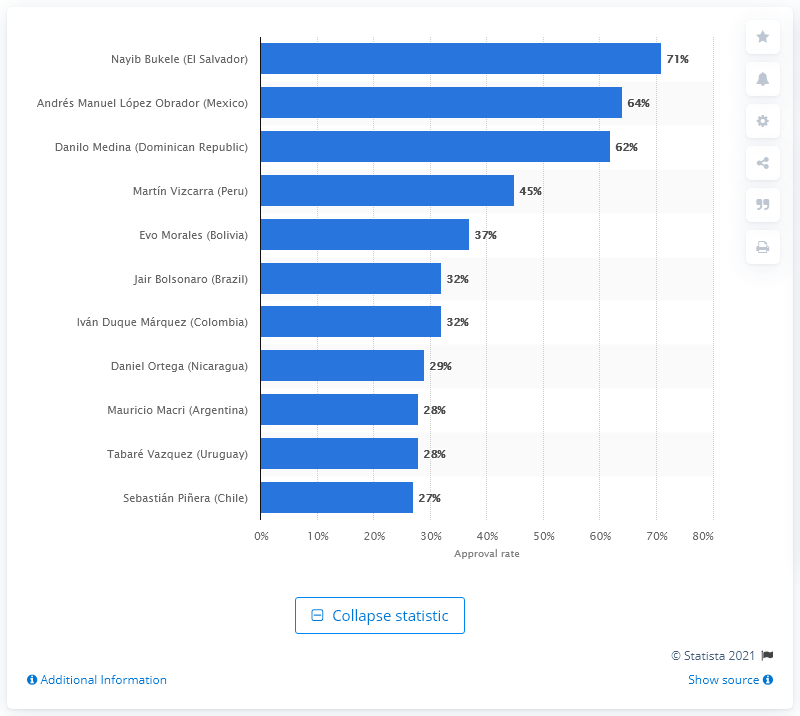 Nayib Bukele (El Salvador) 71%
Andrés Manuel López Obrador (Mexico) 64%
Danilo Medina (Dominican Republic) 62%
Martín Vizcarra (Peru) 45%
Evo Morales (Bolivia) 37%
Jair Bolsonaro (Brazil) 32%
Iván Duque Márquez (Colombia) 32%
Daniel Ortega (Nicaragua) 29%
Mauricio Macri (Argentina) 28%
Tabaré Vazquez (Uruguay) 28%
Sebastián Piñera (Chile) 27%
0% 10% 20% 30% 40% 50% 60% 70% 80%
Approval rate
Collapse statistic
© Statista 2021
Additional Information Show source